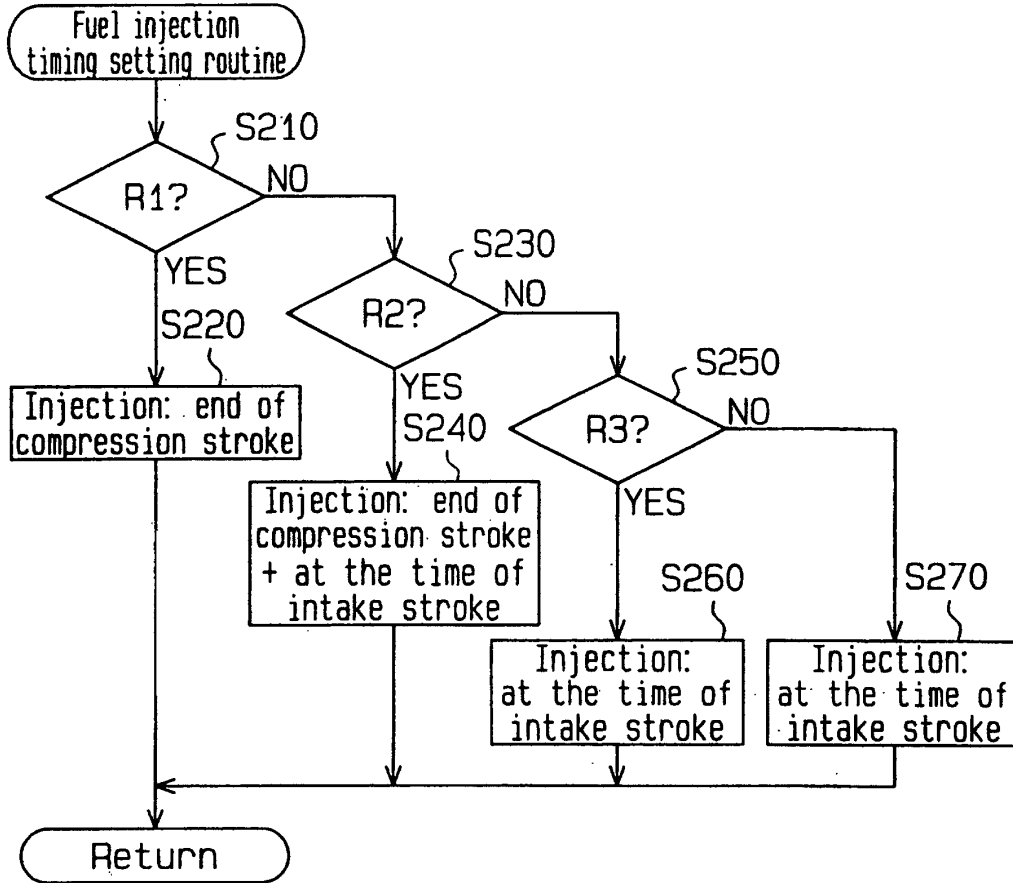 Fuel injection
timing setting routine
S210
R1?
NO
YES
S220
Injection: end of
compression stroke
S230
R2?
NO
YES
S240
Injection: end of
compression stroke
+ at the time of
intake stroke
S250
R3?
NO
YES
S260
Injection:
at the time of
intake stroke
S270
Injection:
at the time of
intake stroke
Return